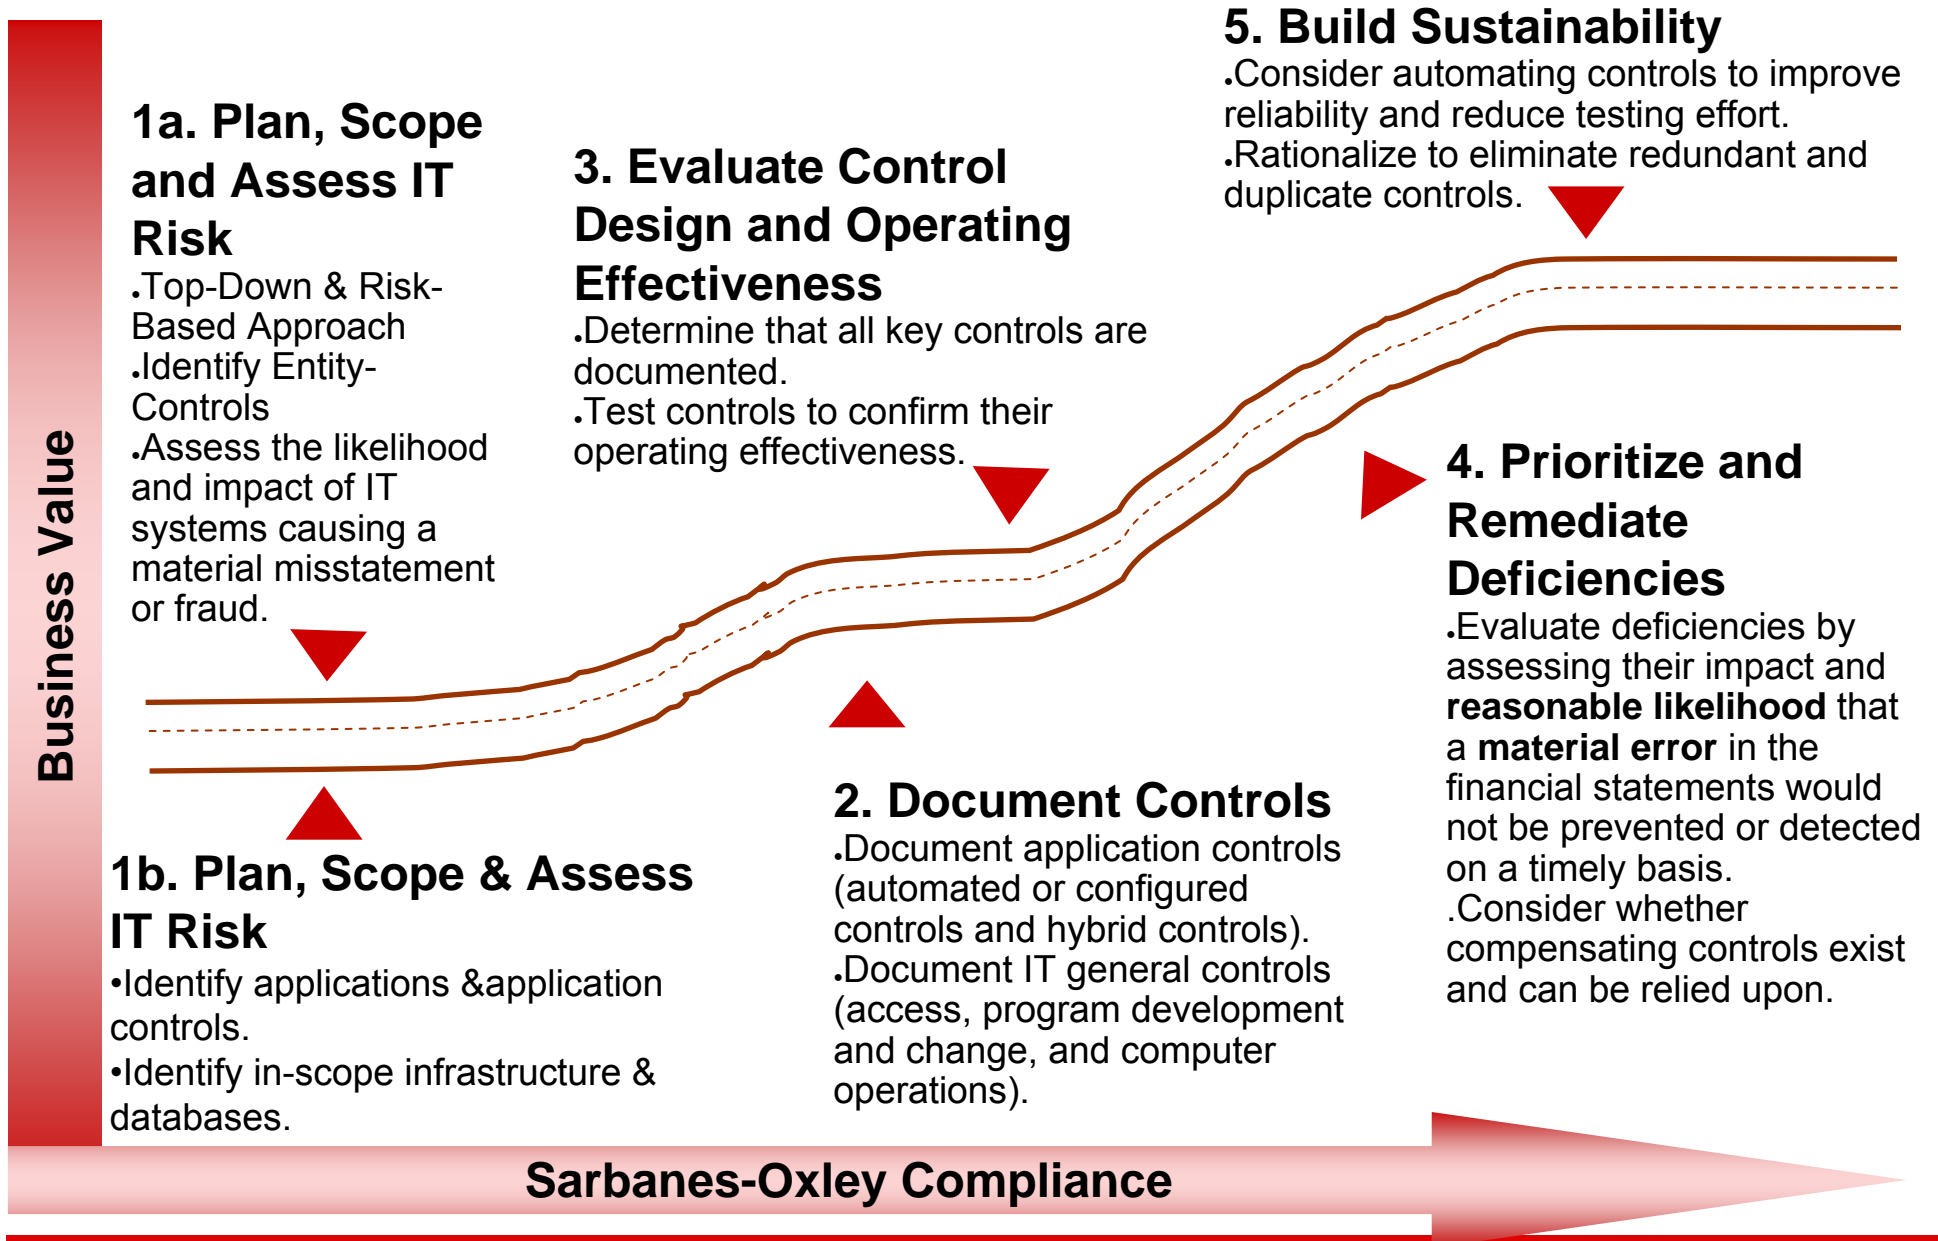 5. Build Sustainability
.Consider automating controls to improve
reliability and reduce testing effort.
.Rationalize to eliminate redundant and
duplicate controls.
1a. Plan, Scope
and Assess IT
Risk
.Top-Down & Risk-
Based Approach
.Identify Entity-
Controls
.Assess the likelihood
and impact of IT
systems causing a
material misstatement
or fraud.
3. Evaluate Control
Design and Operating
Effectiveness
.Determine that all key controls are
documented.
.Test controls to confirm their
operating effectiveness.
4. Prioritize and
Remediate
Deficiencies
.Evaluate deficiencies by
assessing their impact and
reasonable likelihood that
a material error in the
financial statements would
not be prevented or detected
on a timely basis.
.Consider whether
compensating controls exist
and can be relied upon.
Business Value
2. Document Controls
.Document application controls
(automated or configured
controls and hybrid controls).
.Document IT general controls
(access, program development
and change, and computer
operations).
1b. Plan, Scope & Assess
IT Risk
•Identify applications &application
controls.
•Identify in-scope infrastructure &
databases.
Sarbanes-Oxley Compliance